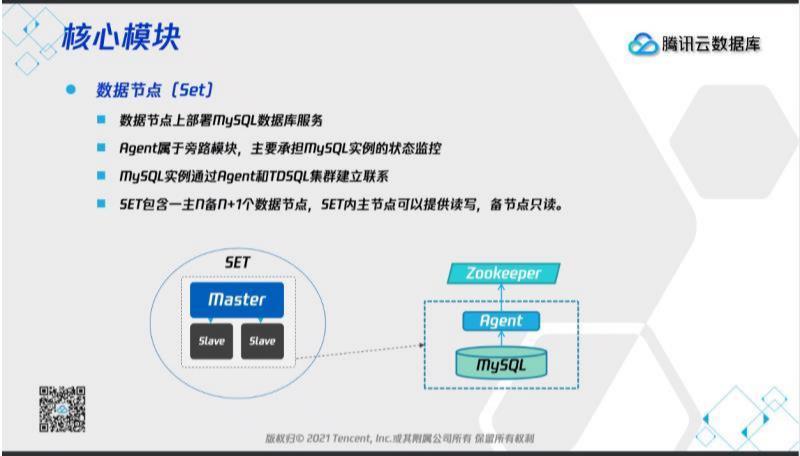 核心模块
腾讯云数据库
数据节点（Set）
数据节点上部署MySQL数据库服务
Agent属于旁路模块，主要承担MySQL实例的状态监控
MySQL实例通过Agent和TDSQL集群建立联系
SET包含一主N备N+1个数据节点，SET内主节点可以提供读写，备节点只读。
SET
Master
Slave
Slave
Zookeeper
Agent
MySQL
版权归© 2021 Tencent, Inc.或其附属公司所有 保留所有权利